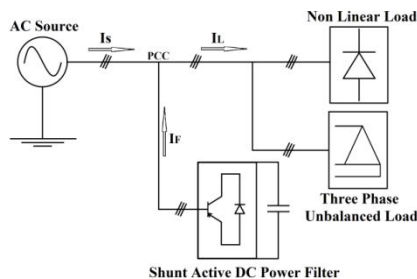 AC Source
Is
PCC
IL
Non Linear Load
IF
Three Phase
Unbalanced Load
Shunt Active DC Power Filter